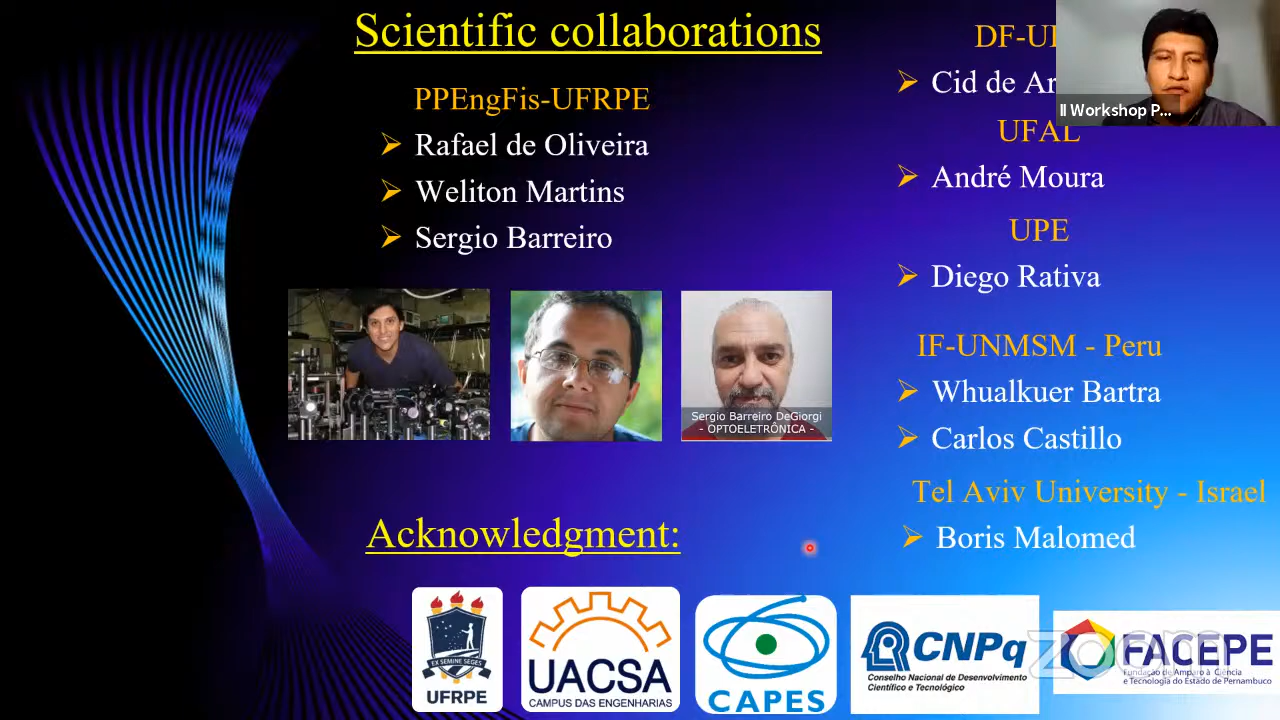 Scientific collaborations
PPEngFis-UFRPE
Rafael de Oliveira
Weliton Martins
Sergio Barreiro
Sergio Barreiro DeGiorgi
- OPTOELETRÔNICA -
Cid de
II Workshop P...
UFAL
André Moura
UPE
Diego Rativa
IF-UNMSM - Peru
Whualkuer Bartra
Carlos Castillo
Tel Aviv University - Israel
Boris Malomed
Acknowledgment:
EX SEMINE SEGES
UFRPE
UACSA
CAMPUS DAS ENGENHARIAS
CAPES
CNPq
Conselho Nacional de Desenvolvimento
Científico e Tecnológico
FACEPE
Fundação de Amparo à Ciência
e Tecnologia do Estado de Pernambuco
zoom